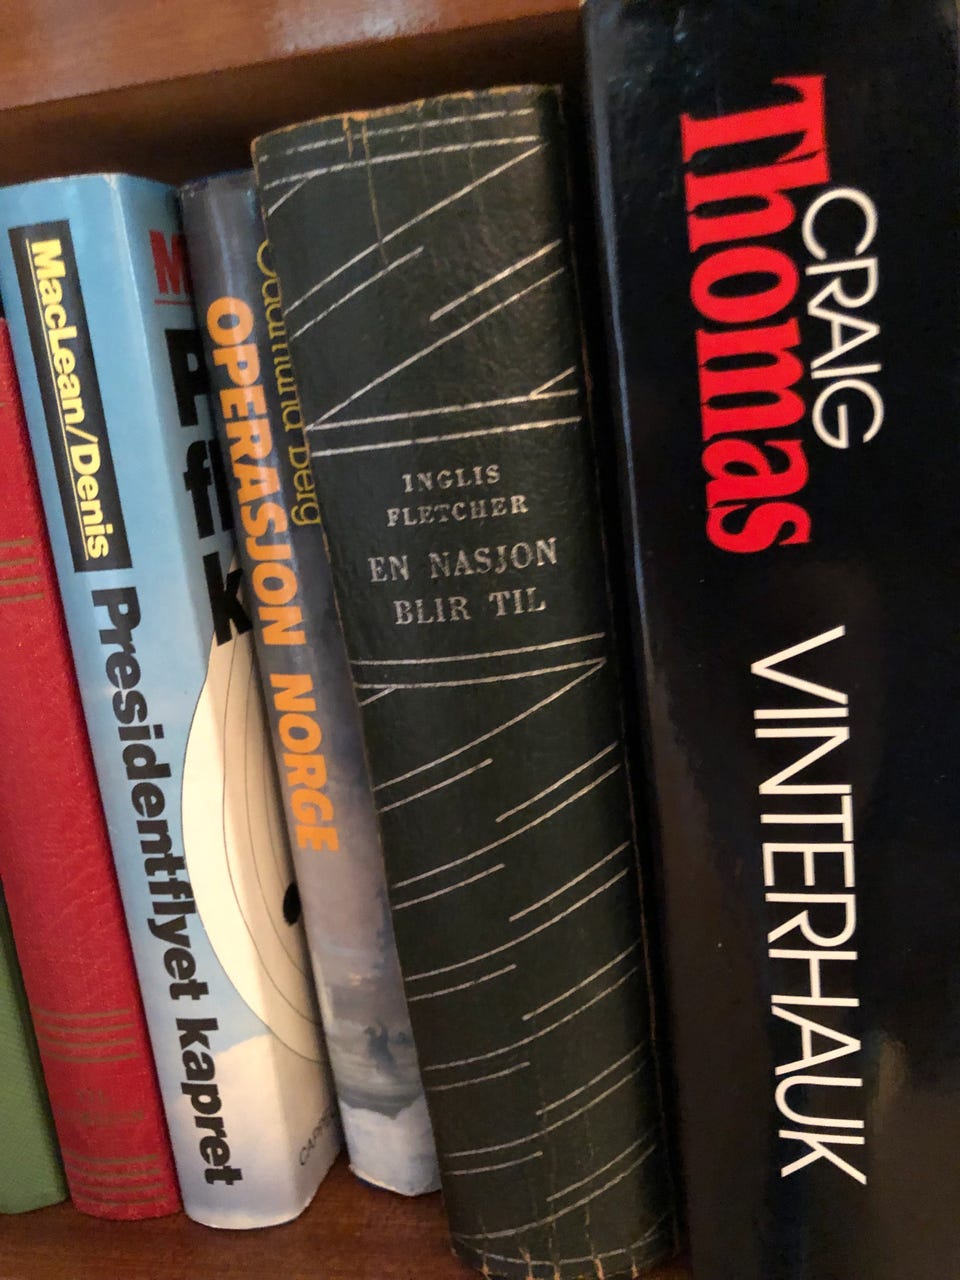 MacLean/Denis
Presidentflyet kapret
OPERASJON NORGE
INGLIS
FLETCHER
EN NASJON
BLIR TIL
CRAIG
Thomas
VINTERHAUK